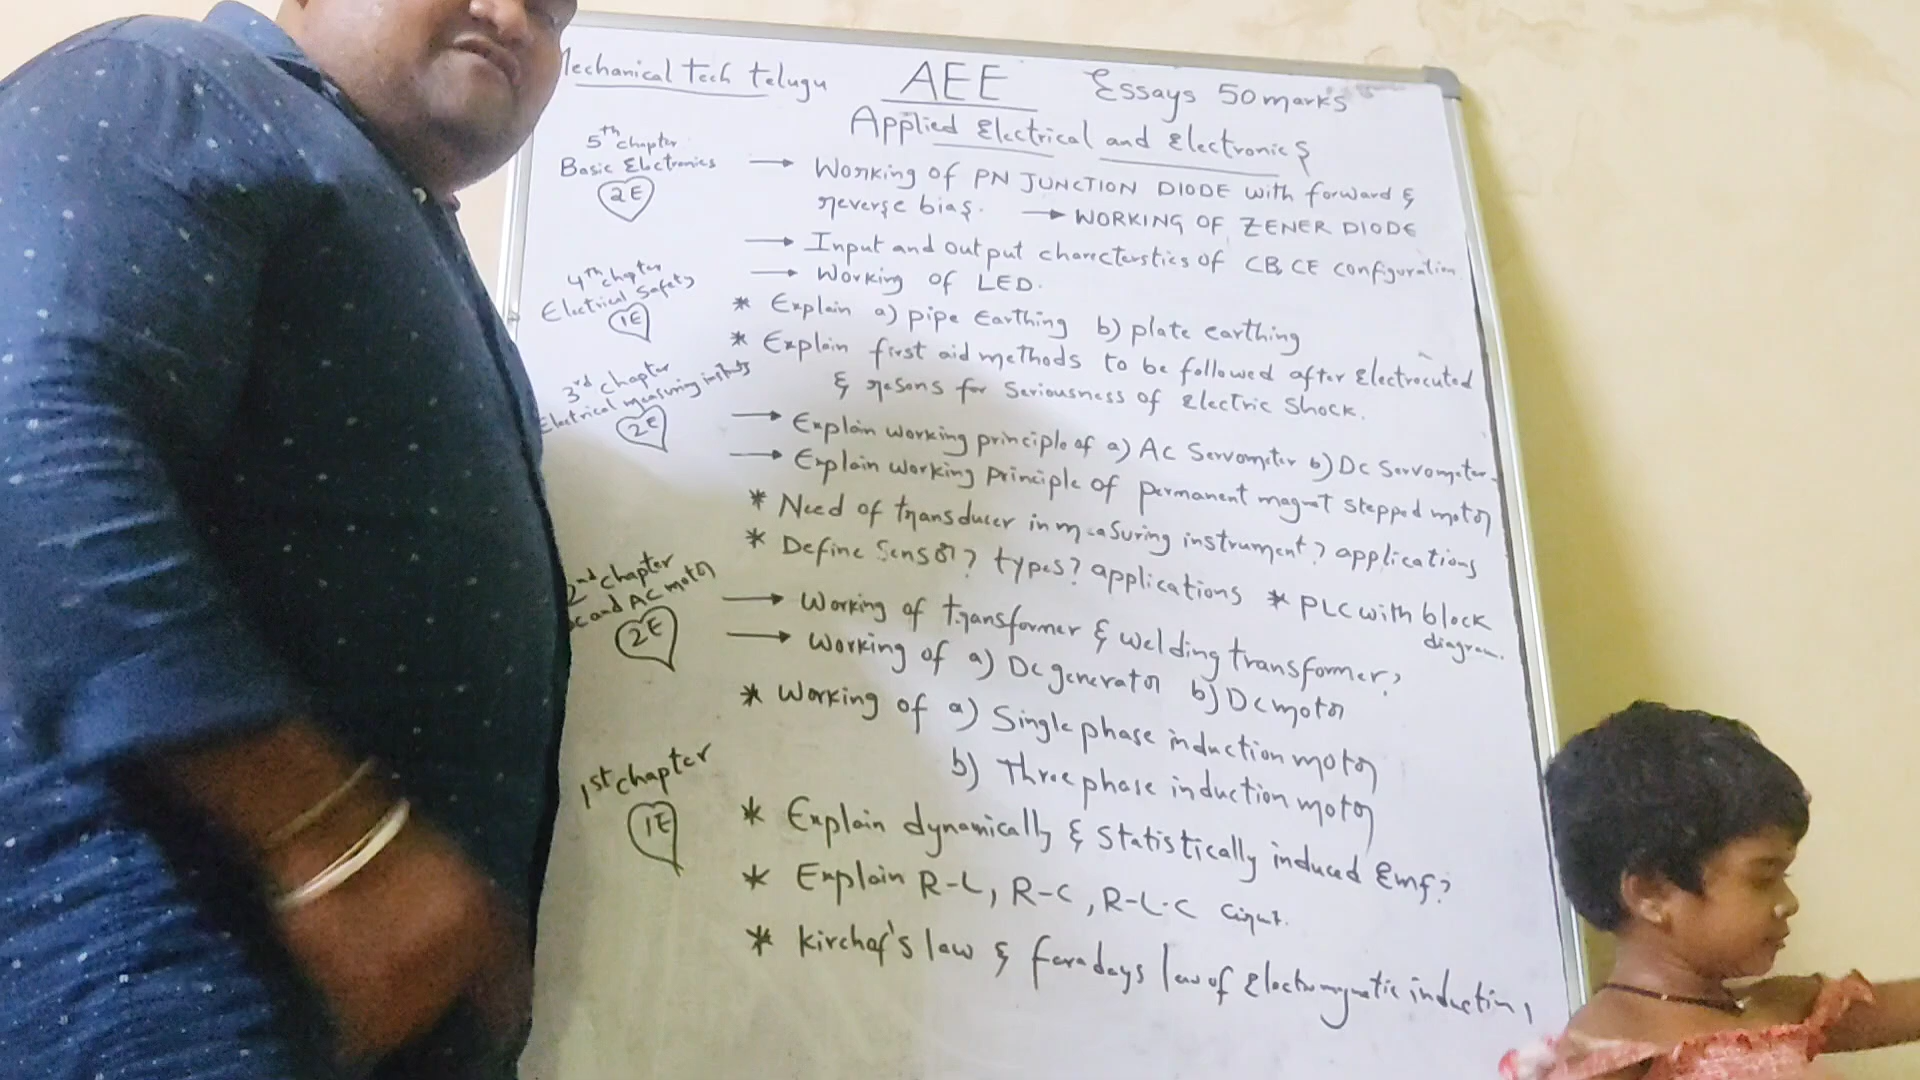 Mechanical tech telugu AEE Essays 50 marks
Applied Electrical and Electronics
5th chapter
Basic Electronics
2E
→ Working of PN JUNCTION DIODE with forward &
reverse bias. → WORKING OF ZENER DIODE
→ Input and output charecterstics of CB, CE configuration
→ Working of LED.
4th chapter
Electrical Safety
1E
* Explain a) pipe Earthing b) plate earthing
* Explain first aid methods to be followed after Electrocuted
& resons for Seriousness of Electric Shock.
3rd chapter
Electrical measuring
2E
→ Explain working principle of a) AC Servometer b) DC Servometer
→ Explain working principle of permanent magnet stepped motor
* Need of transducer in measuring instrument? applications
* Define Sensor? types? applications * PLC with block
diagram.
2nd chapter
and AC motor
2E
→ Working of transformer & welding transformer?
→ Working of a) Dc generator b) Dc motor
* Working of a) Single phase induction motor
b) Three phase induction motor
1st chapter
1E
* Explain dynamically & Statistically induced Emf?
* Explain R-L, R-C, R-L-C
* Kirchof's law & faradays law of Electromagnetic induction,